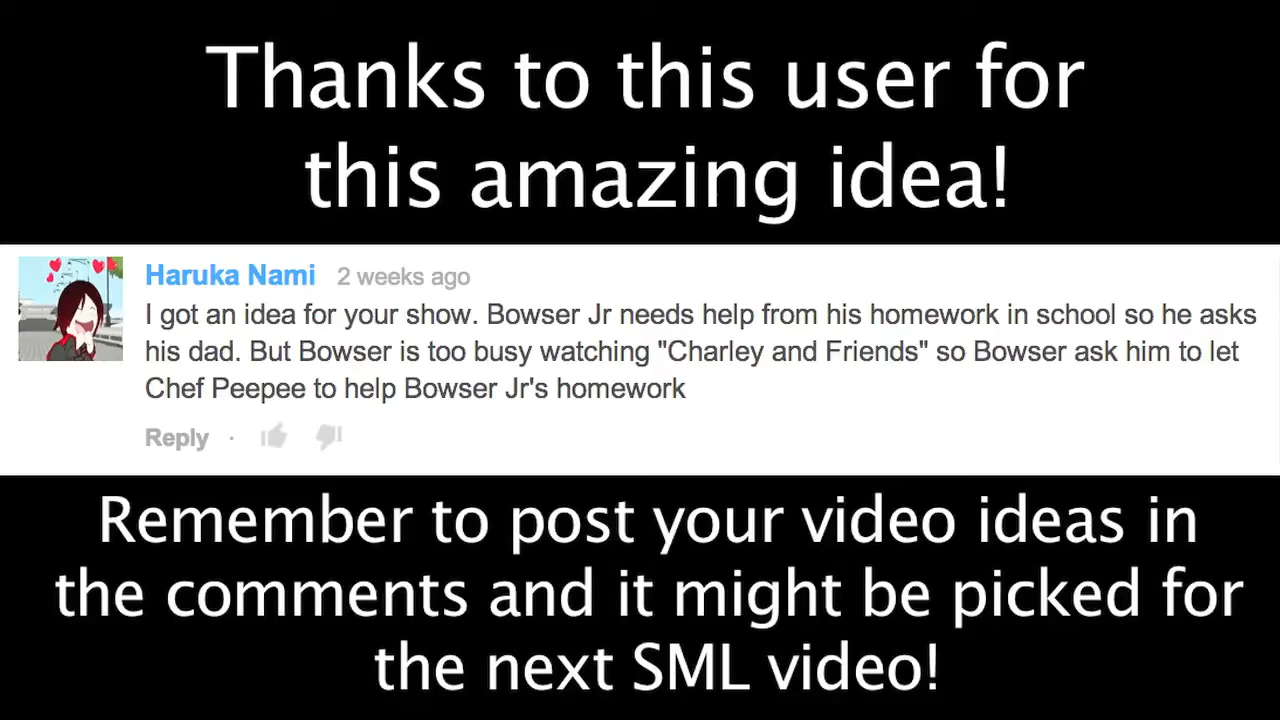 Thanks to this user for
this amazing idea!
Haruka Nami 2 weeks ago
I got an idea for your show. Bowser Jr needs help from his homework in school so he asks
his dad. But Bowser is too busy watching "Charley and Friends" so Bowser ask him to let
Chef Peepee to help Bowser Jr's homework
Reply ·
Remember to post your video ideas in
the comments and it might be picked for
the next SML video!